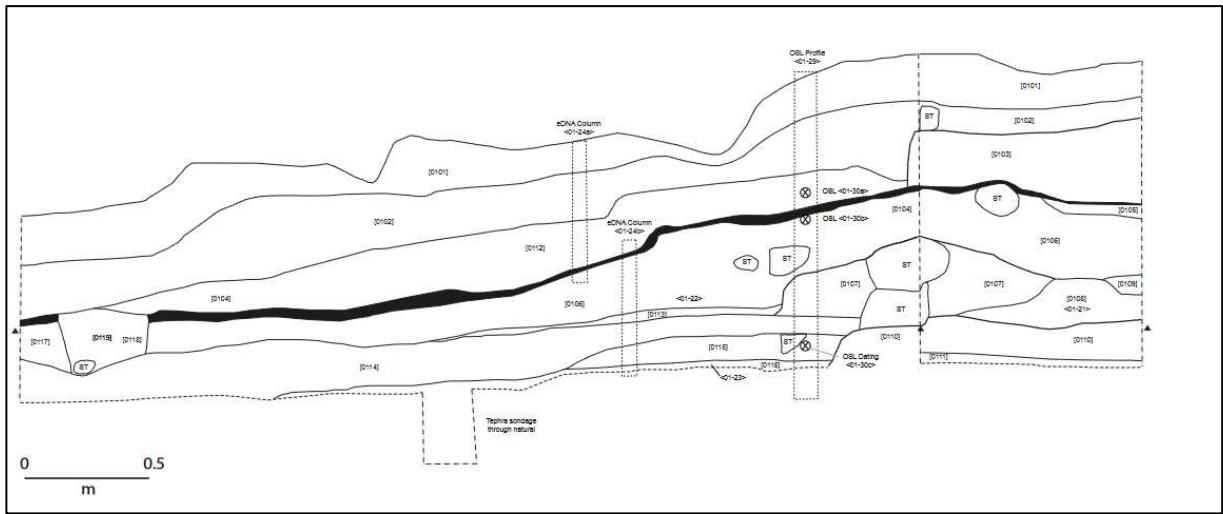 OSL Profile
<01-29>
[0101]
eDNA Column
<01-24a>
ST
[0102]
[0103]
[0101]
OSL <01-30a>
[0102]
[0104]
ST
[0105]
eDNA Column
<01-24b>
OSL <01-30b>
[0112]
[0106]
ST
ST
ST
[0104]
[0106]
<01-22>
[0107]
[0107]
[0109]
[0108]
<01-21>
[0113]
ST
[0117]
[0119]
[0118]
[0115]
ST
[0110]
[0110]
[0114]
ST
[0116]
OSL Dating
<01-30c>
[0111]
<01-23>
Tephra sondage
through natural
0
0.5
m